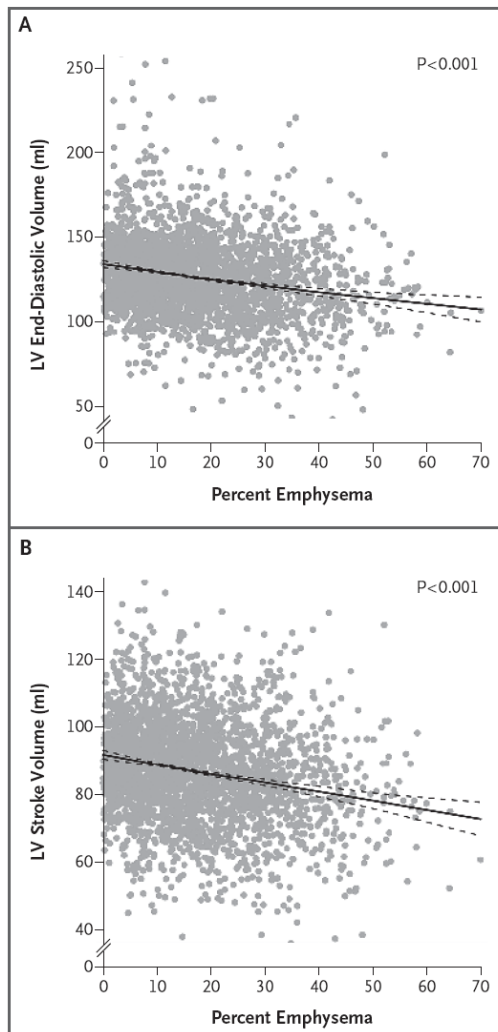 A
P<0.001
250
200
150
100
50
0
LV End-Diastolic Volume (ml)
0 10 20 30 40 50 60 70
Percent Emphysema
B
P<0.001
140
120
100
80
60
40
0
LV Stroke Volume (ml)
0 10 20 30 40 50 60 70
Percent Emphysema